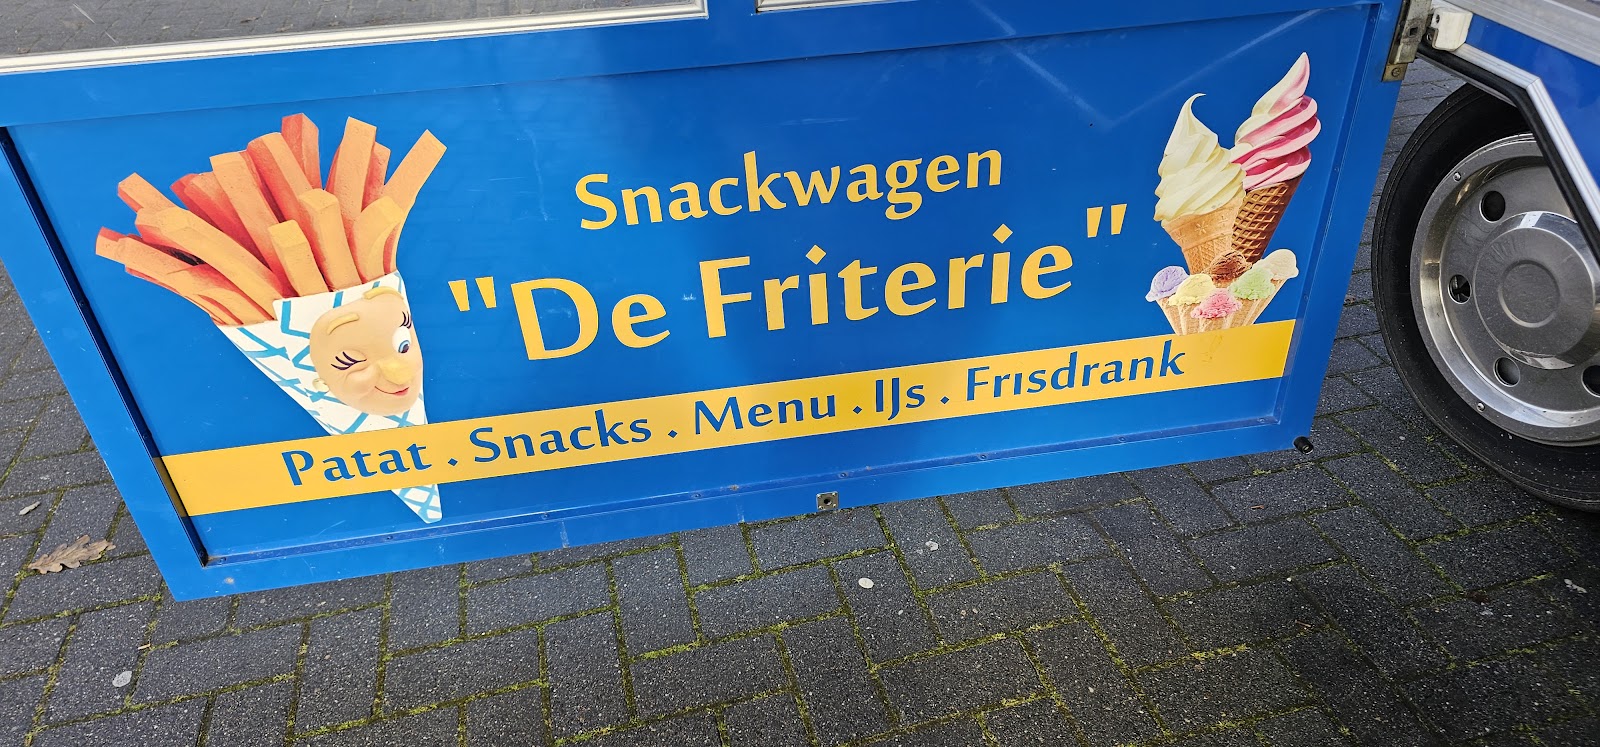 Snackwagen
"De Friterie"
Patat . Snacks . Menu . IJs . Frisdrank